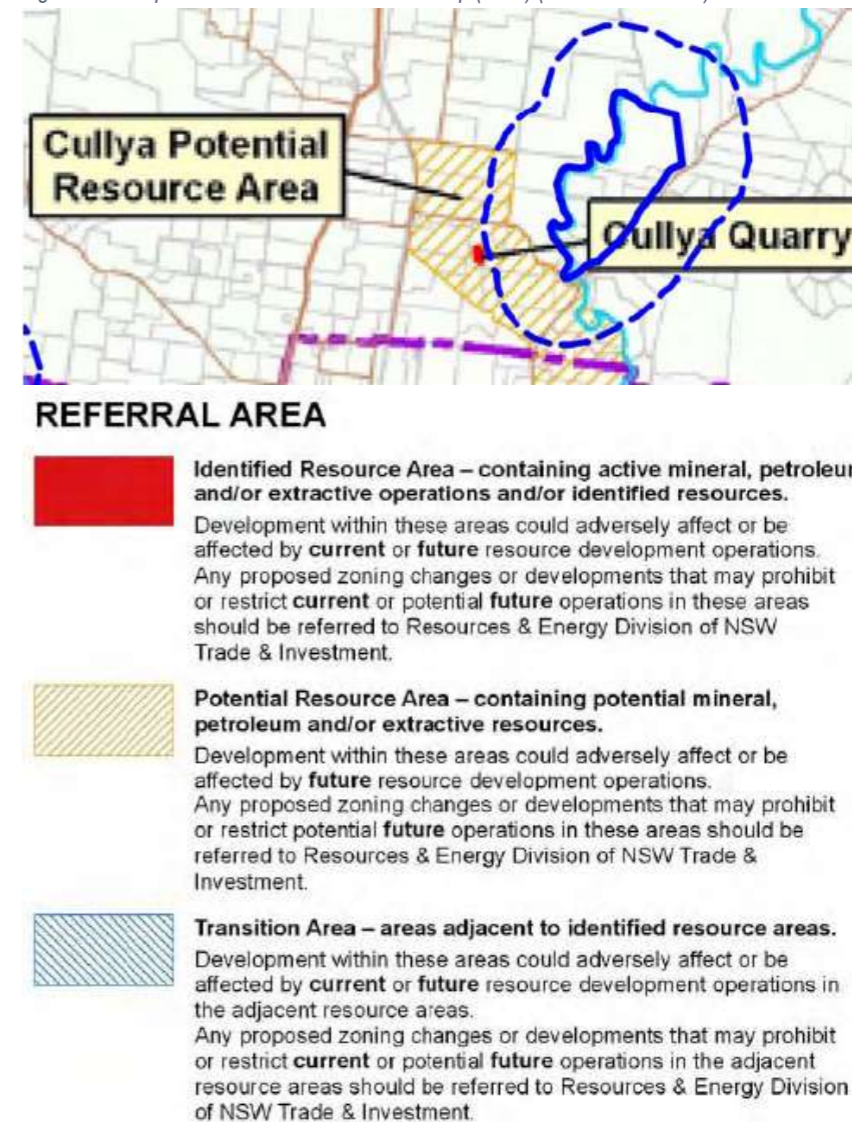 Cullya Potential
Resource Area
Cullya Quarry
REFERRAL AREA
Identified Resource Area – containing active mineral, petroleu
and/or extractive operations and/or identified resources.
Development within these areas could adversely affect or be
affected by current or future resource development operations.
Any proposed zoning changes or developments that may prohibit
or restrict current or potential future operations in these areas
should be referred to Resources & Energy Division of NSW
Trade & Investment.
Potential Resource Area – containing potential mineral,
petroleum and/or extractive resources.
Development within these areas could adversely affect or be
affected by future resource development operations.
Any proposed zoning changes or developments that may prohibit
or restrict potential future operations in these areas should be
referred to Resources & Energy Division of NSW Trade &
Investment.
Transition Area – areas adjacent to identified resource areas.
Development within these areas could adversely affect or be
affected by current or future resource development operations in
the adjacent resource areas.
Any proposed zoning changes or developments that may prohibit
or restrict current or potential future operations in the adjacent
resource areas should be referred to Resources & Energy Division
of NSW Trade & Investment.